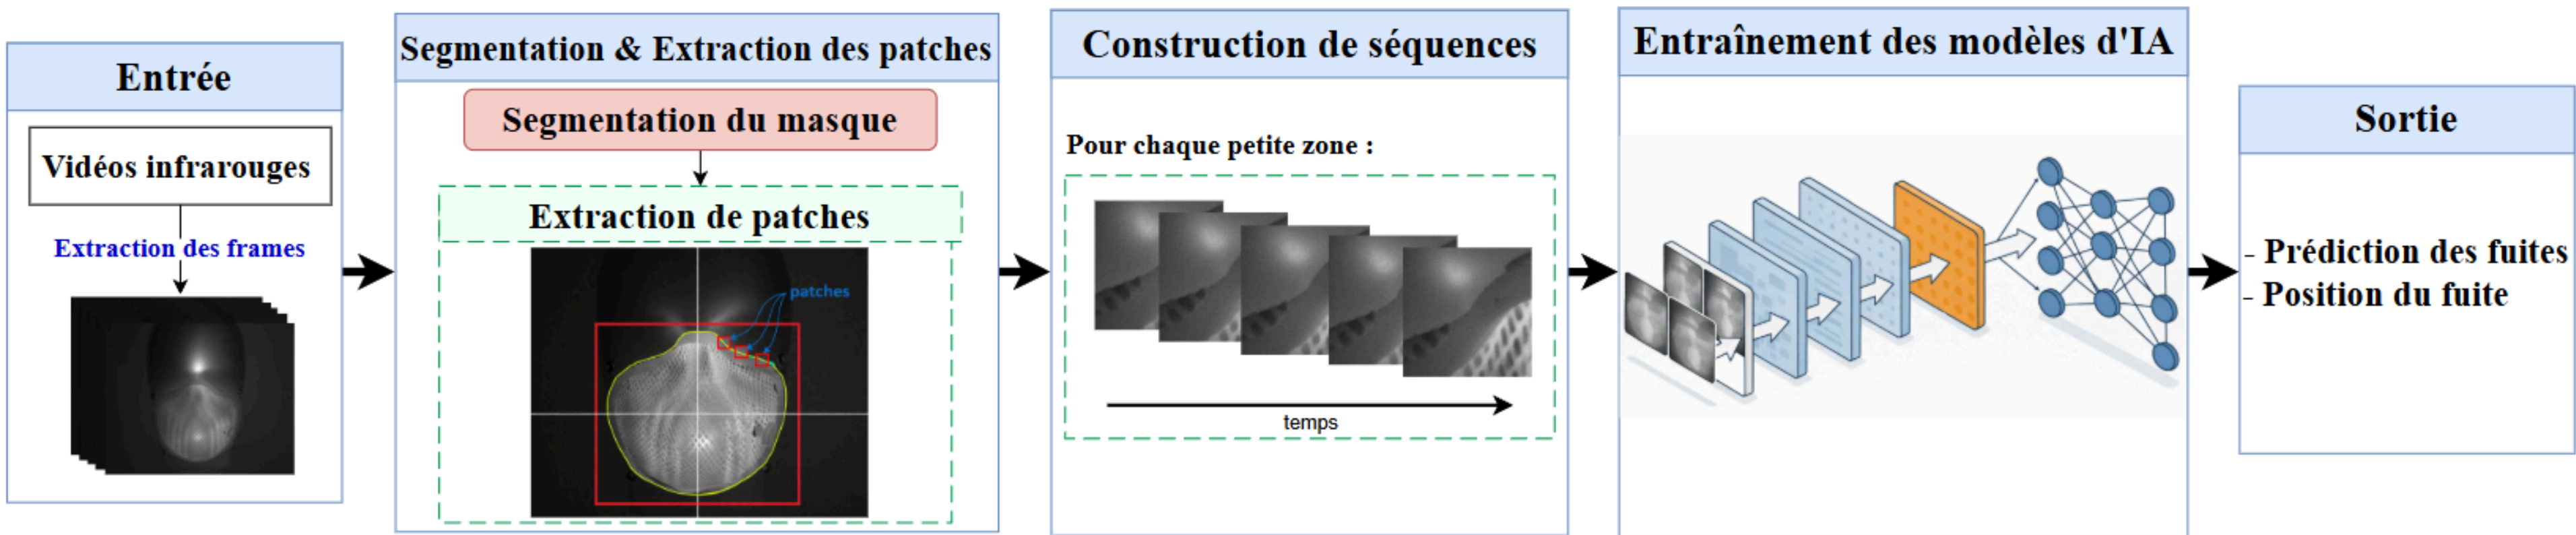 Entrée
Vidéos infrarouges
Extraction des frames
Segmentation & Extraction des patches
Segmentation du masque
Extraction de patches
patches
Construction de séquences
Pour chaque petite zone :
temps
Entraînement des modèles d'IA
Sortie
- Prédiction des fuites
- Position du fuite